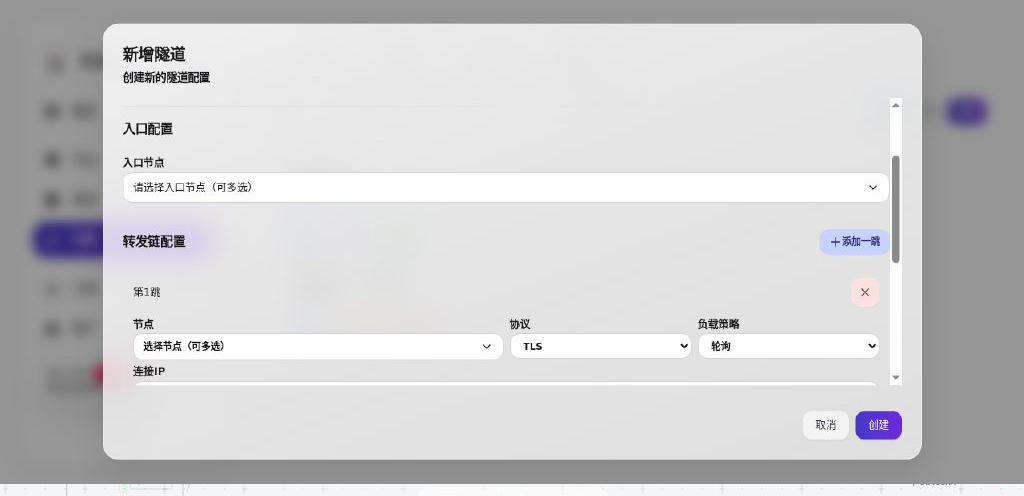 新增隧道
创建新的隧道配置
入口配置
入口节点
请选择入口节点（可多选）
转发链配置
＋添加一跳
第1跳
节点
协议
负载策略
选择节点（可多选）
TLS
轮询
连接IP
取消
创建